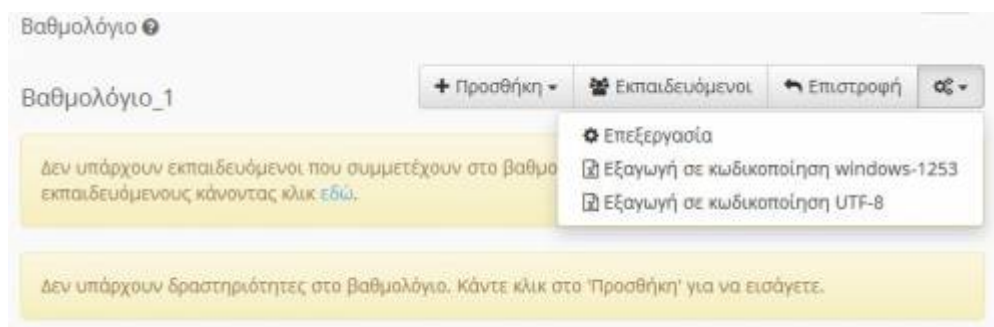 Βαθμολόγιο
Βαθμολόγιο_1
Προσθήκη
Εκπαιδευόμενοι
Επιστροφή
Επεξεργασία
Εξαγωγή σε κωδικοποίηση windows-1253
Εξαγωγή σε κωδικοποίηση UTF-8
Δεν υπάρχουν εκπαιδευόμενοι που συμμετέχουν στο βαθμο
εκπαιδευόμενους κάνοντας κλικ εδώ.
Δεν υπάρχουν δραστηριότητες στο βαθμολόγιο. Κάντε κλικ στο 'Προσθήκη' για να εισάγετε.